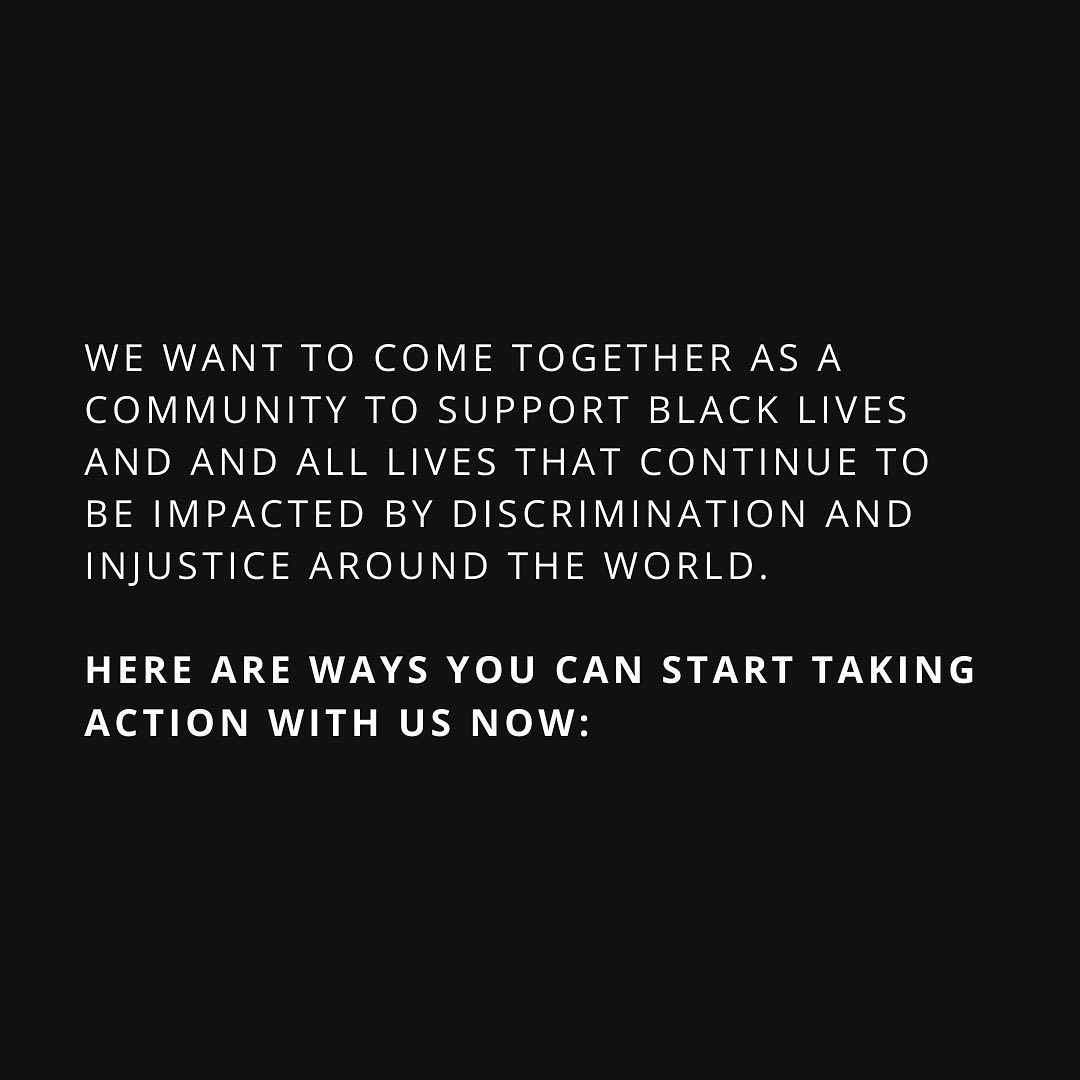 WE WANT TO COME TOGETHER AS A
COMMUNITY TO SUPPORT BLACK LIVES
AND AND ALL LIVES THAT CONTINUE TO
BE IMPACTED BY DISCRIMINATION AND
INJUSTICE AROUND THE WORLD.
HERE ARE WAYS YOU CAN START TAKING
ACTION WITH US NOW: